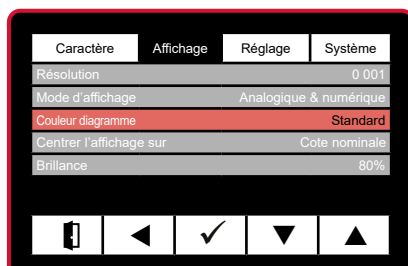 Caractère Affichage Réglage Système
Résolution 0 001
Mode d'affichage Analogique & numérique
Couleur diagramme Standard
Centrer l'affichage sur Cote nominale
Brillance 80%